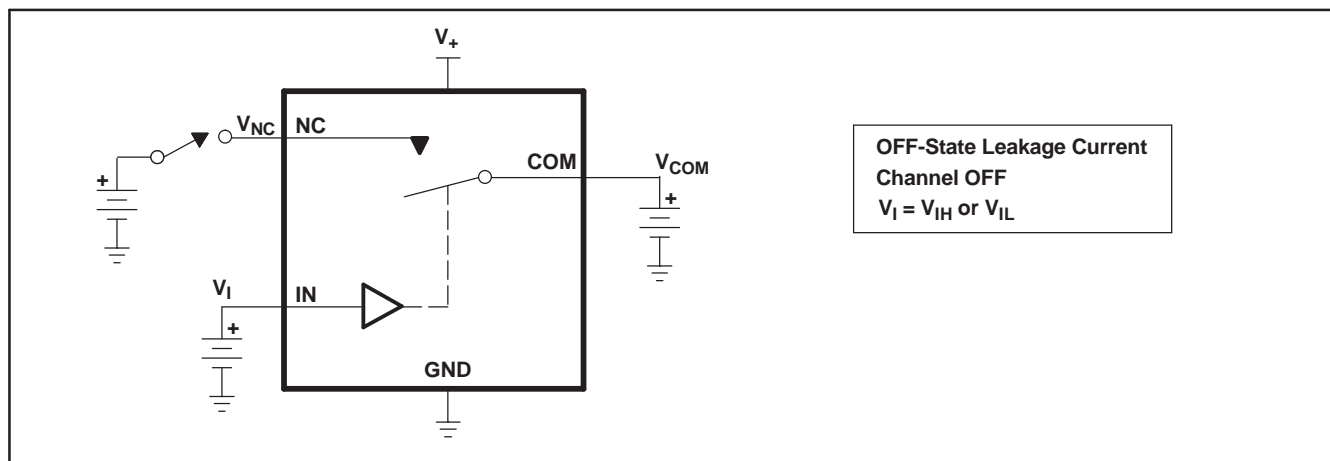 V+
VNC NC
+
COM VCOM
+
VI IN
+
GND
OFF-State Leakage Current
Channel OFF
VI = VIH or VIL